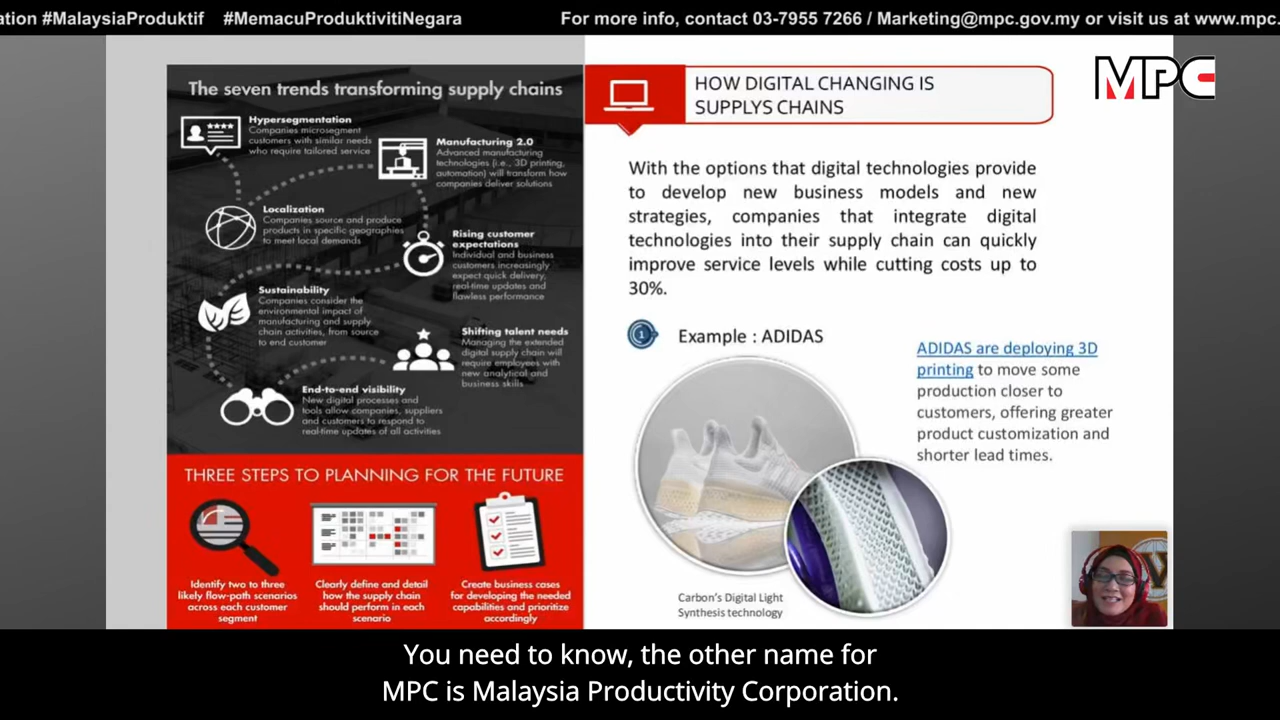 ation #MalaysiaProduktif #MemacuProduktivitiNegara
For more info, contact 03-7955 7266 / Marketing@mpc.gov.my or visit us at www.mpc.
MPC
The seven trends transforming supply chains
Hypersegmentation
Companies microsegment
customers with similar needs
who require tailored service
Manufacturing 2.0
Advanced manufacturing
technologies (i.e., 3D printing,
automation) will transform how
companies deliver solutions
Localization
Companies source and produce
products in specific geographies
to meet local demands
Rising customer
expectations
Individual and business
customers increasingly
expect quick delivery,
real-time updates and
flawless performance
Sustainability
Companies consider the
environmental impact of
manufacturing and supply
chain activities, from source
to end customer
Shifting talent needs
Managing the extended
digital supply chain will
require employees with
new analytical and
business skills
End-to-end visibility
New digital processes and
tools allow companies, suppliers
and customers to respond to
real-time updates of all activities
THREE STEPS TO PLANNING FOR THE FUTURE
Identify two to three
likely flow-path scenarios
across each customer
segment
Clearly define and detail
how the supply chain
should perform in each
scenario
Create business cases
for developing the needed
capabilities and prioritize
accordingly
HOW DIGITAL CHANGING IS
SUPPLYS CHAINS
With the options that digital technologies provide
to develop new business models and new
strategies, companies that integrate digital
technologies into their supply chain can quickly
improve service levels while cutting costs up to
30%.
1
Example : ADIDAS
ADIDAS are deploying 3D
printing to move some
production closer to
customers, offering greater
product customization and
shorter lead times.
Carbon's Digital Light
Synthesis technology
You need to know, the other name for
MPC is Malaysia Productivity Corporation.